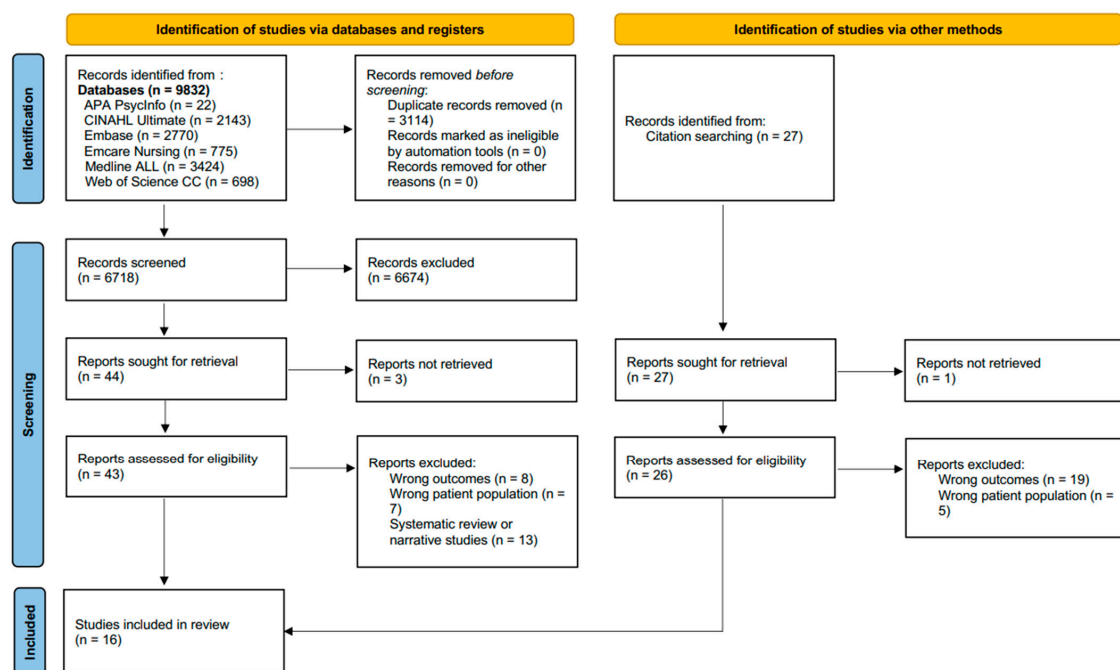 Identification of studies via databases and registers
Identification of studies via other methods
Identification
Records identified from :
Databases (n = 9832)
APA PsycInfo (n = 22)
CINAHL Ultimate (n = 2143)
Embase (n = 2770)
Emcare Nursing (n = 775)
Medline ALL (n = 3424)
Web of Science CC (n = 698)
Records removed before
screening:
Duplicate records removed (n
= 3114)
Records marked as ineligible
by automation tools (n = 0)
Records removed for other
reasons (n = 0)
Records identified from:
Citation searching (n = 27)
Screening
Records screened
(n = 6718)
Records excluded
(n = 6674)
Reports sought for retrieval
(n = 44)
Reports not retrieved
(n = 3)
Reports sought for retrieval
(n = 27)
Reports not retrieved
(n = 1)
Reports assessed for eligibility
(n = 43)
Reports excluded:
Wrong outcomes (n = 8)
Wrong patient population (n =
7)
Systematic review or
narrative studies (n = 13)
Reports assessed for eligibility
(n = 26)
Reports excluded:
Wrong outcomes (n = 19)
Wrong patient population (n =
5)
Included
Studies included in review
(n = 16)